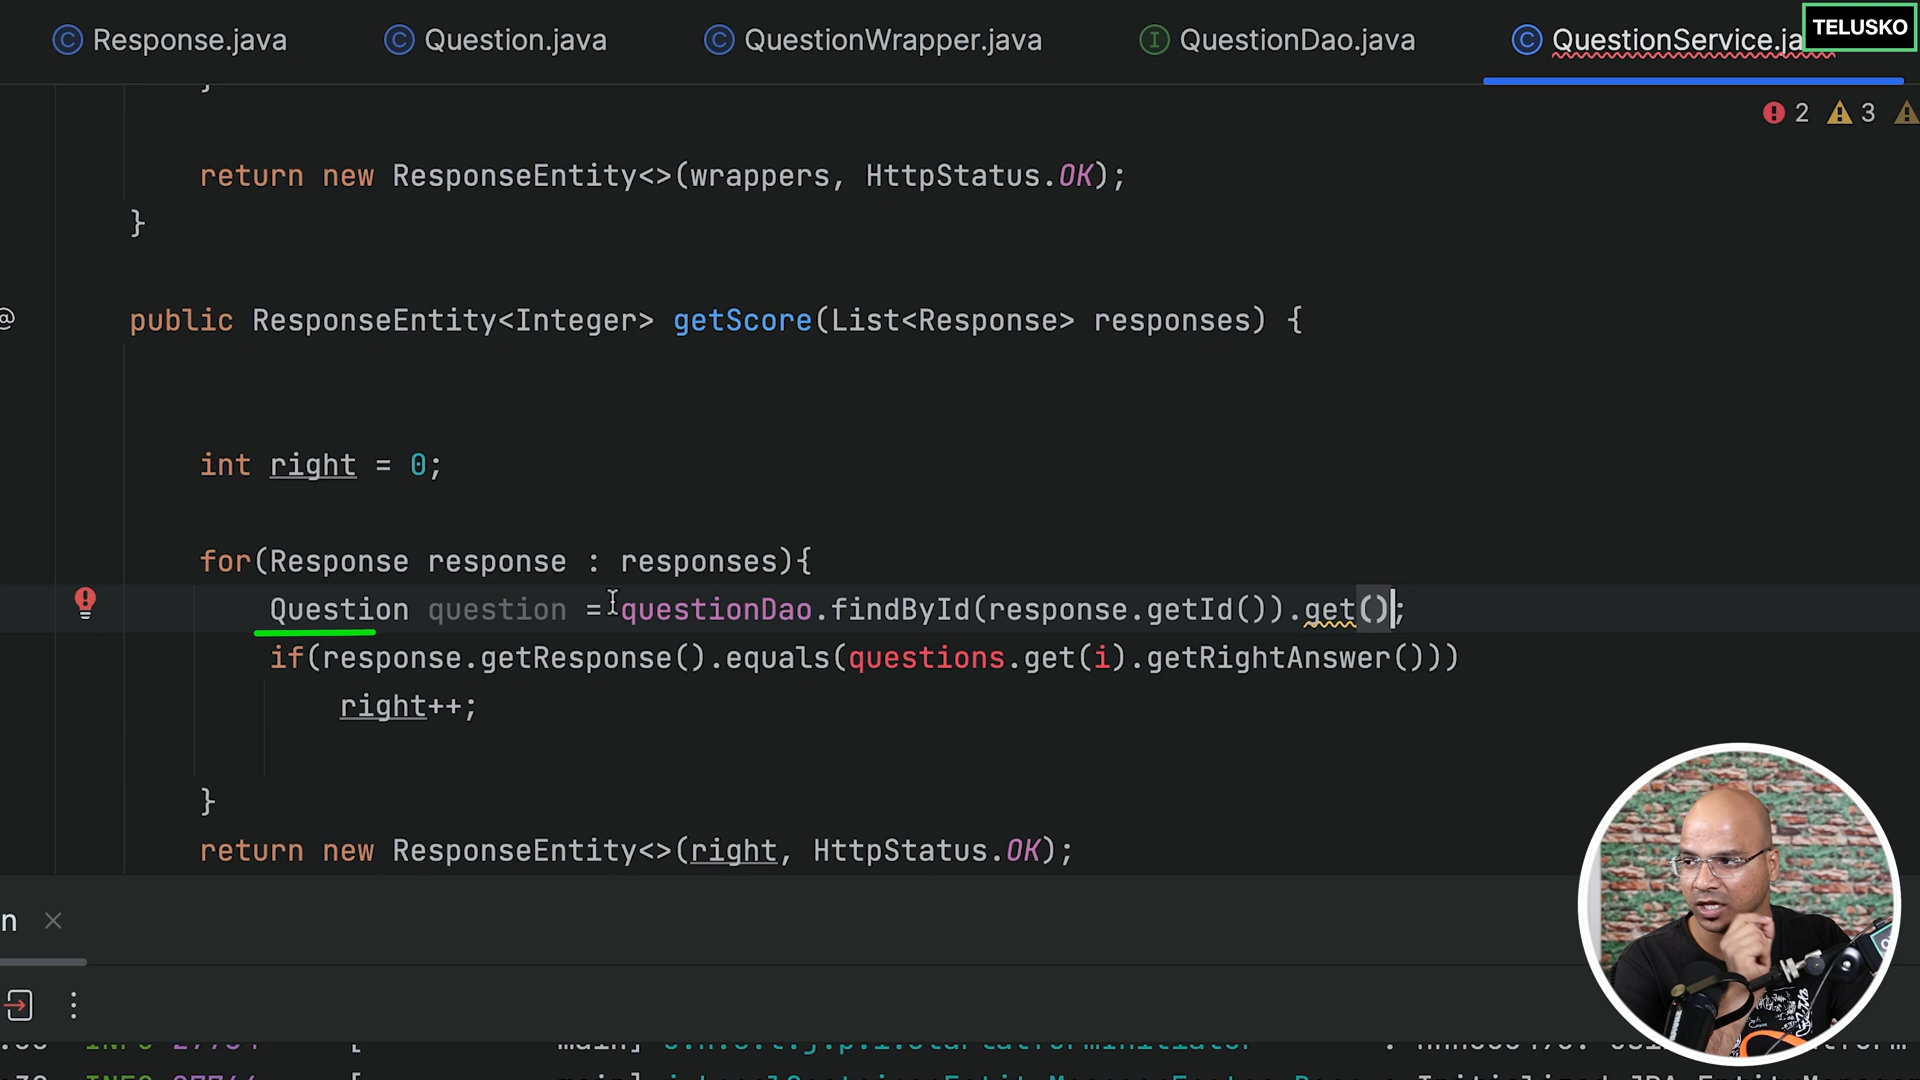 Response.java
Question.java
QuestionWrapper.java
QuestionDao.java
QuestionService.ja
TELUSKO
2 3
}
return new ResponseEntity<>(wrappers, HttpStatus.OK);
}
public ResponseEntity<Integer> getScore(List<Response> responses) {
int right = 0;
for(Response response : responses){
Question question = questionDao.findById(response.getId()).get();
if(response.getResponse().equals(questions.get(i).getRightAnswer()))
right++;
}
return new ResponseEntity<>(right, HttpStatus.OK);
n